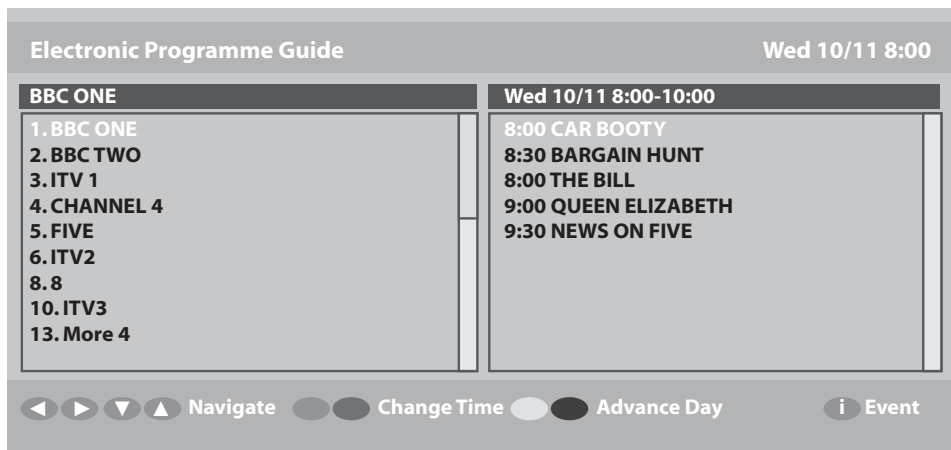 Electronic Programme Guide Wed 10/11 8:00
BBC ONE
1. BBC ONE
2. BBC TWO
3. ITV 1
4. CHANNEL 4
5. FIVE
6. ITV2
8. 8
10. ITV3
13. More 4
Wed 10/11 8:00-10:00
8:00 CAR BOOTY
8:30 BARGAIN HUNT
8:00 THE BILL
9:00 QUEEN ELIZABETH
9:30 NEWS ON FIVE
Navigate Change Time Advance Day i Event